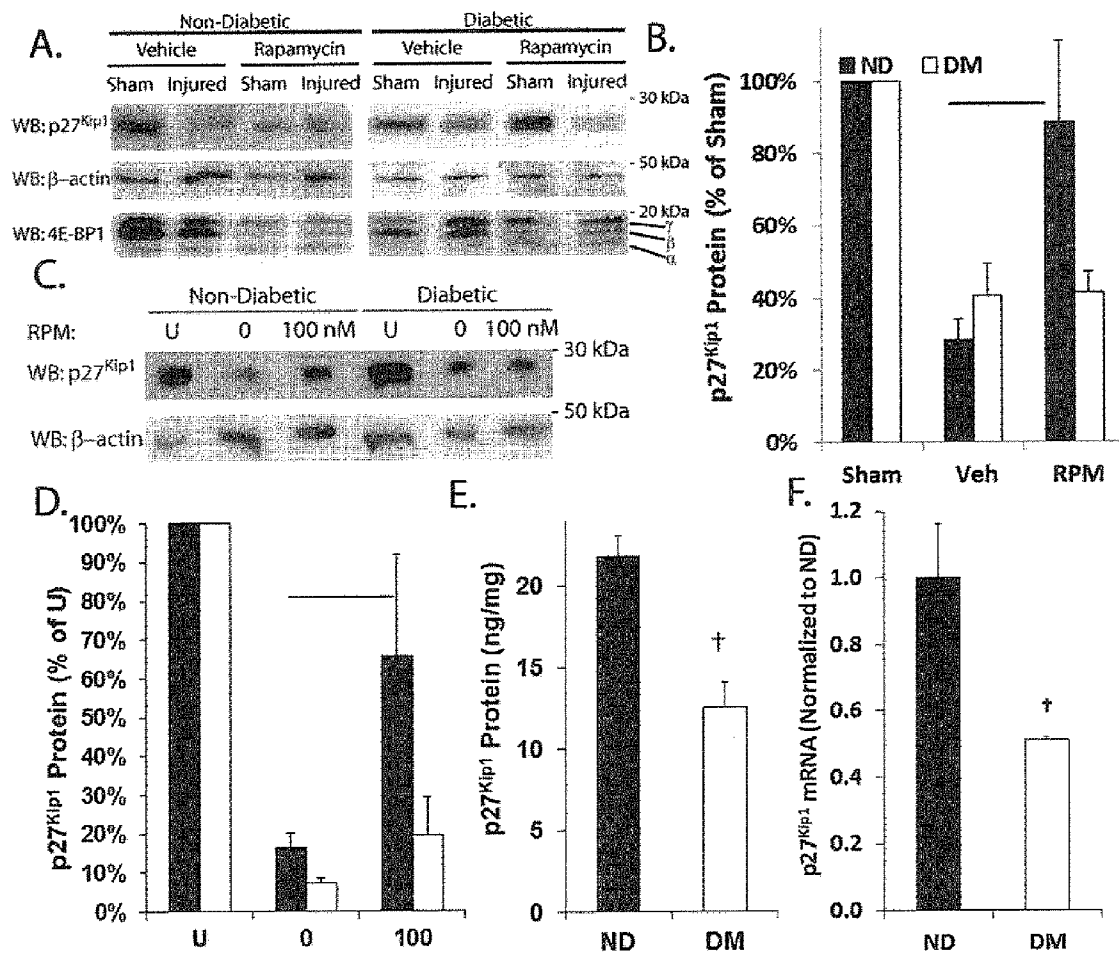 A.
Non-Diabetic
Diabetic
Vehicle
Rapamycin
Vehicle
Rapamycin
Sham Injured Sham Injured
Sham Injured Sham Injured
WB: p27Kip1
- 30 kDa
WB: β–actin
- 50 kDa
WB: 4E-BP1
- 20 kDa
γ
β
α
B.
ND DM
p27Kip1 Protein (% of Sham)
100%
80%
60%
40%
20%
0%
Sham Veh RPM
C.
Non-Diabetic
Diabetic
RPM: U 0 100 nM U 0 100 nM
WB: p27Kip1
- 30 kDa
WB: β–actin
- 50 kDa
D.
p27Kip1 Protein (% of U)
100%
90%
80%
70%
60%
50%
40%
30%
20%
10%
0%
U 0 100
E.
p27Kip1 Protein (ng/mg)
20
15
10
5
0
†
ND DM
F.
p27Kip1 mRNA (Normalized to ND)
1.2
1.0
0.8
0.6
0.4
0.2
0.0
†
ND DM